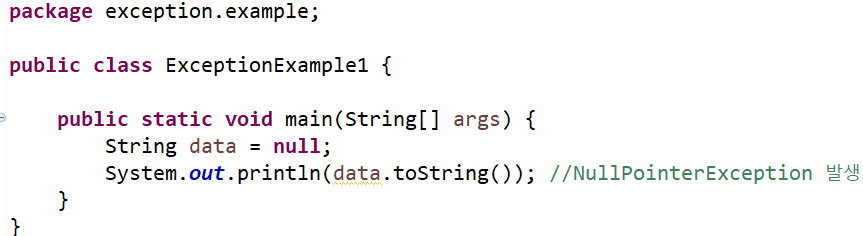 package exception.example;
public class ExceptionExample1 {
public static void main(String[] args) {
String data = null;
System.out.println(data.toString()); //NullPointerException 발생
}
}